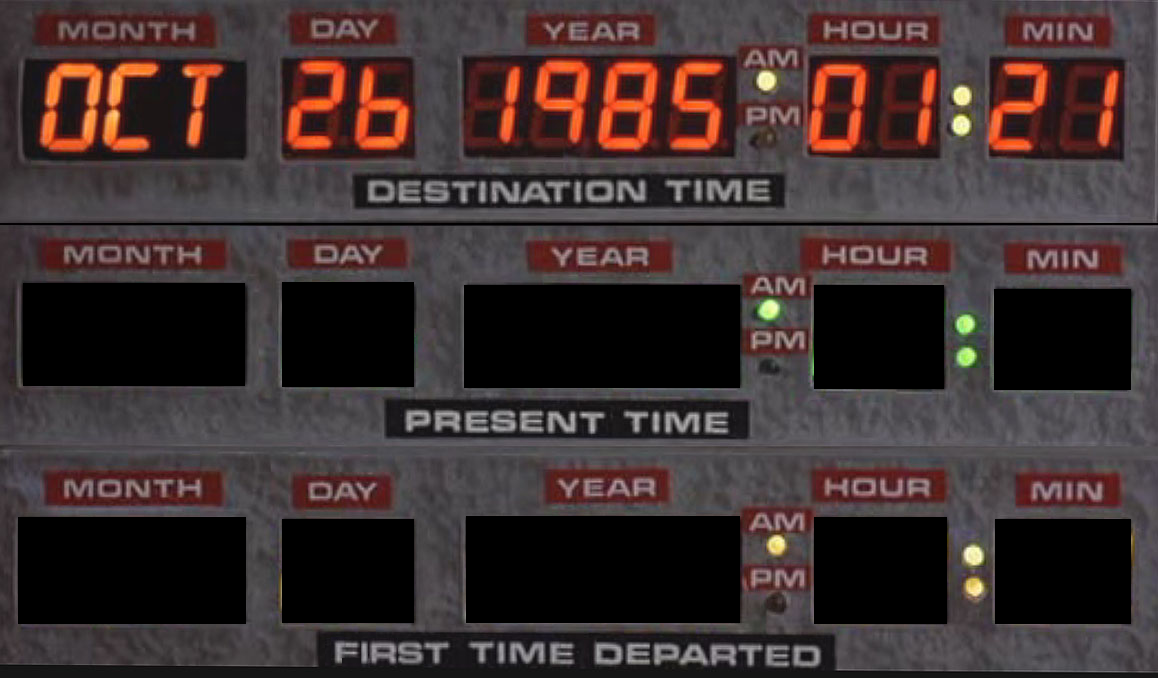 MONTH DAY YEAR AM HOUR MIN
OCT 26 1985 PM 01:21
DESTINATION TIME
MONTH DAY YEAR AM HOUR MIN
PM :
PRESENT TIME
MONTH DAY YEAR AM HOUR MIN
PM :
FIRST TIME DEPARTED